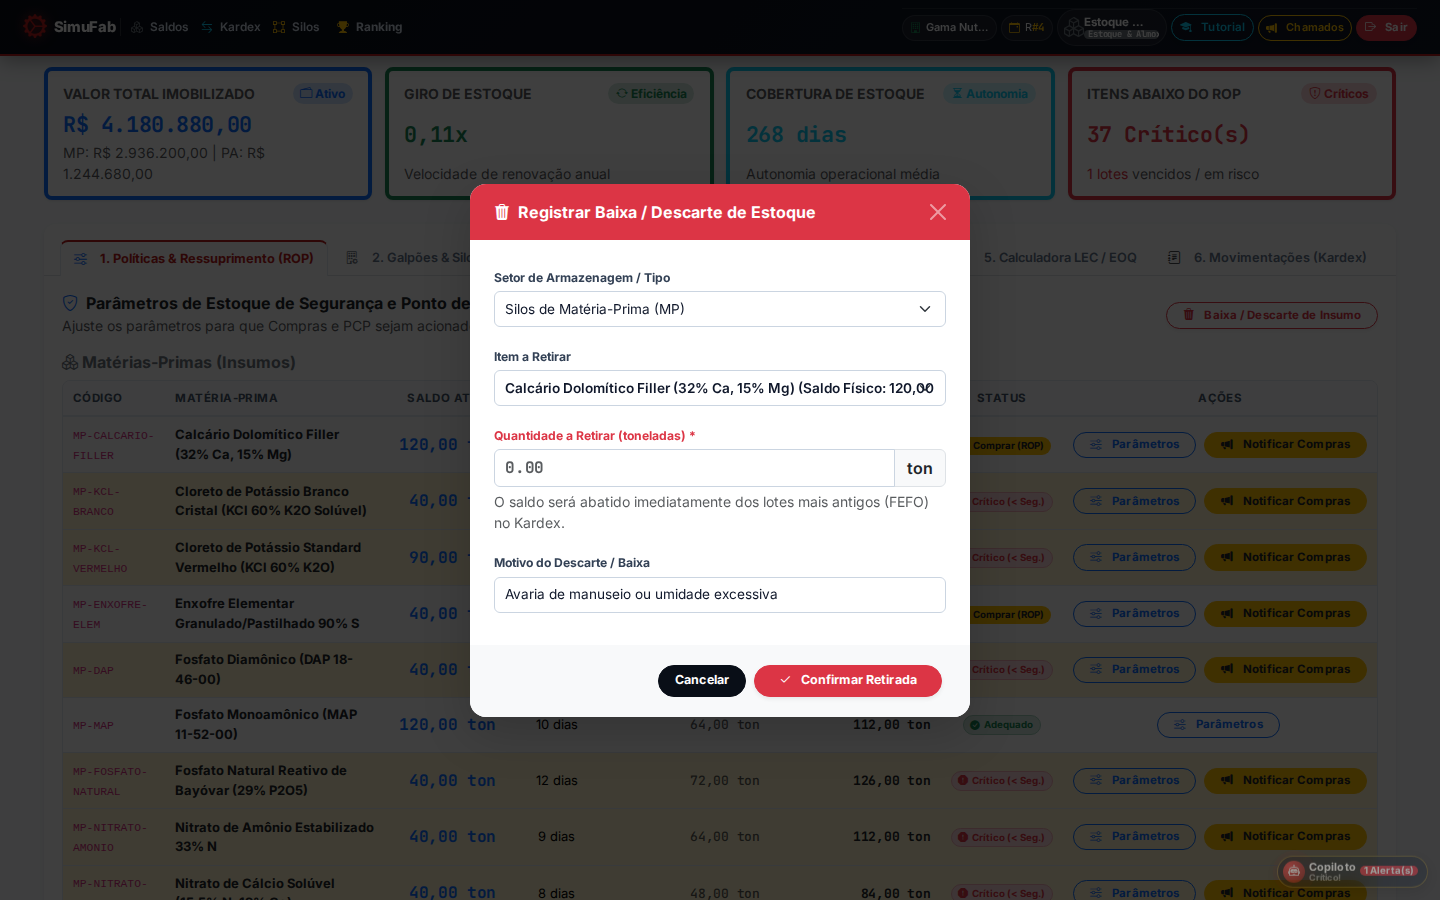 SimuFab
Saldos
Kardex
Silos
Ranking
Gama Nut...
R#4
Estoque ...
Tutorial
Chamados
Sair
VALOR TOTAL IMOBILIZADO
Ativo
R$ 4.180.880,00
MP: R$ 2.936.200,00 | PA: R$
1.244.680,00
GIRO DE ESTOQUE
Eficiência
0,11x
Velocidade de renovação anual
COBERTURA DE ESTOQUE
Autonomia
268 dias
Autonomia operacional média
ITENS ABAIXO DO ROP
Críticos
37 Crítico(s)
1 lotes vencidos / em risco
1. Políticas & Ressuprimento (ROP)
2. Galpões & Silo
5. Calculadora LEC / EOQ
6. Movimentações (Kardex)
Parâmetros de Estoque de Segurança e Ponto de
Ajuste os parâmetros para que Compras e PCP sejam acionad
Baixa / Descarte de Insumo
Matérias-Primas (Insumos)
CÓDIGO
MATÉRIA-PRIMA
SALDO AT
STATUS
AÇÕES
MP-CALCARIO-
FILLER
Calcário Dolomítico Filler
(32% Ca, 15% Mg)
120,00
Comprar (ROP)
Parâmetros
Notificar Compras
MP-KCL-
BRANCO
Cloreto de Potássio Branco
Cristal (KCl 60% K2O Solúvel)
40,00
Crítico (< Seg.)
Parâmetros
Notificar Compras
MP-KCL-
VERMELHO
Cloreto de Potássio Standard
Vermelho (KCl 60% K2O)
90,00
Crítico (< Seg.)
Parâmetros
Notificar Compras
MP-ENXOFRE-
ELEM
Enxofre Elementar
Granulado/Pastilhado 90% S
40,00
Comprar (ROP)
Parâmetros
Notificar Compras
MP-DAP
Fosfato Diamônico (DAP 18-
46-00)
40,00
Crítico (< Seg.)
Parâmetros
Notificar Compras
MP-MAP
Fosfato Monoamônico (MAP
11-52-00)
120,00 ton
10 dias
64,00 ton
112,00 ton
Adequado
Parâmetros
MP-FOSFATO-
NATURAL
Fosfato Natural Reativo de
Bayóvar (29% P2O5)
40,00 ton
12 dias
72,00 ton
126,00 ton
Crítico (< Seg.)
Parâmetros
Notificar Compras
MP-NITRATO-
AMONIO
Nitrato de Amônio Estabilizado
33% N
40,00 ton
9 dias
64,00 ton
112,00 ton
Crítico (< Seg.)
Parâmetros
Notificar Compras
MP-NITRATO-
Nitrato de Cálcio Solúvel
40,00 ton
8 dias
48,00 ton
84,00 ton
Crítico (< Seg.)
Parâmetros
Notificar Compras
Registrar Baixa / Descarte de Estoque
Setor de Armazenagem / Tipo
Silos de Matéria-Prima (MP)
Item a Retirar
Calcário Dolomítico Filler (32% Ca, 15% Mg) (Saldo Físico: 120,00
Quantidade a Retirar (toneladas) *
0.00
ton
O saldo será abatido imediatamente dos lotes mais antigos (FEFO)
no Kardex.
Motivo do Descarte / Baixa
Avaria de manuseio ou umidade excessiva
Cancelar
Confirmar Retirada
Copiloto
Crítico!
1 Alerta(s)